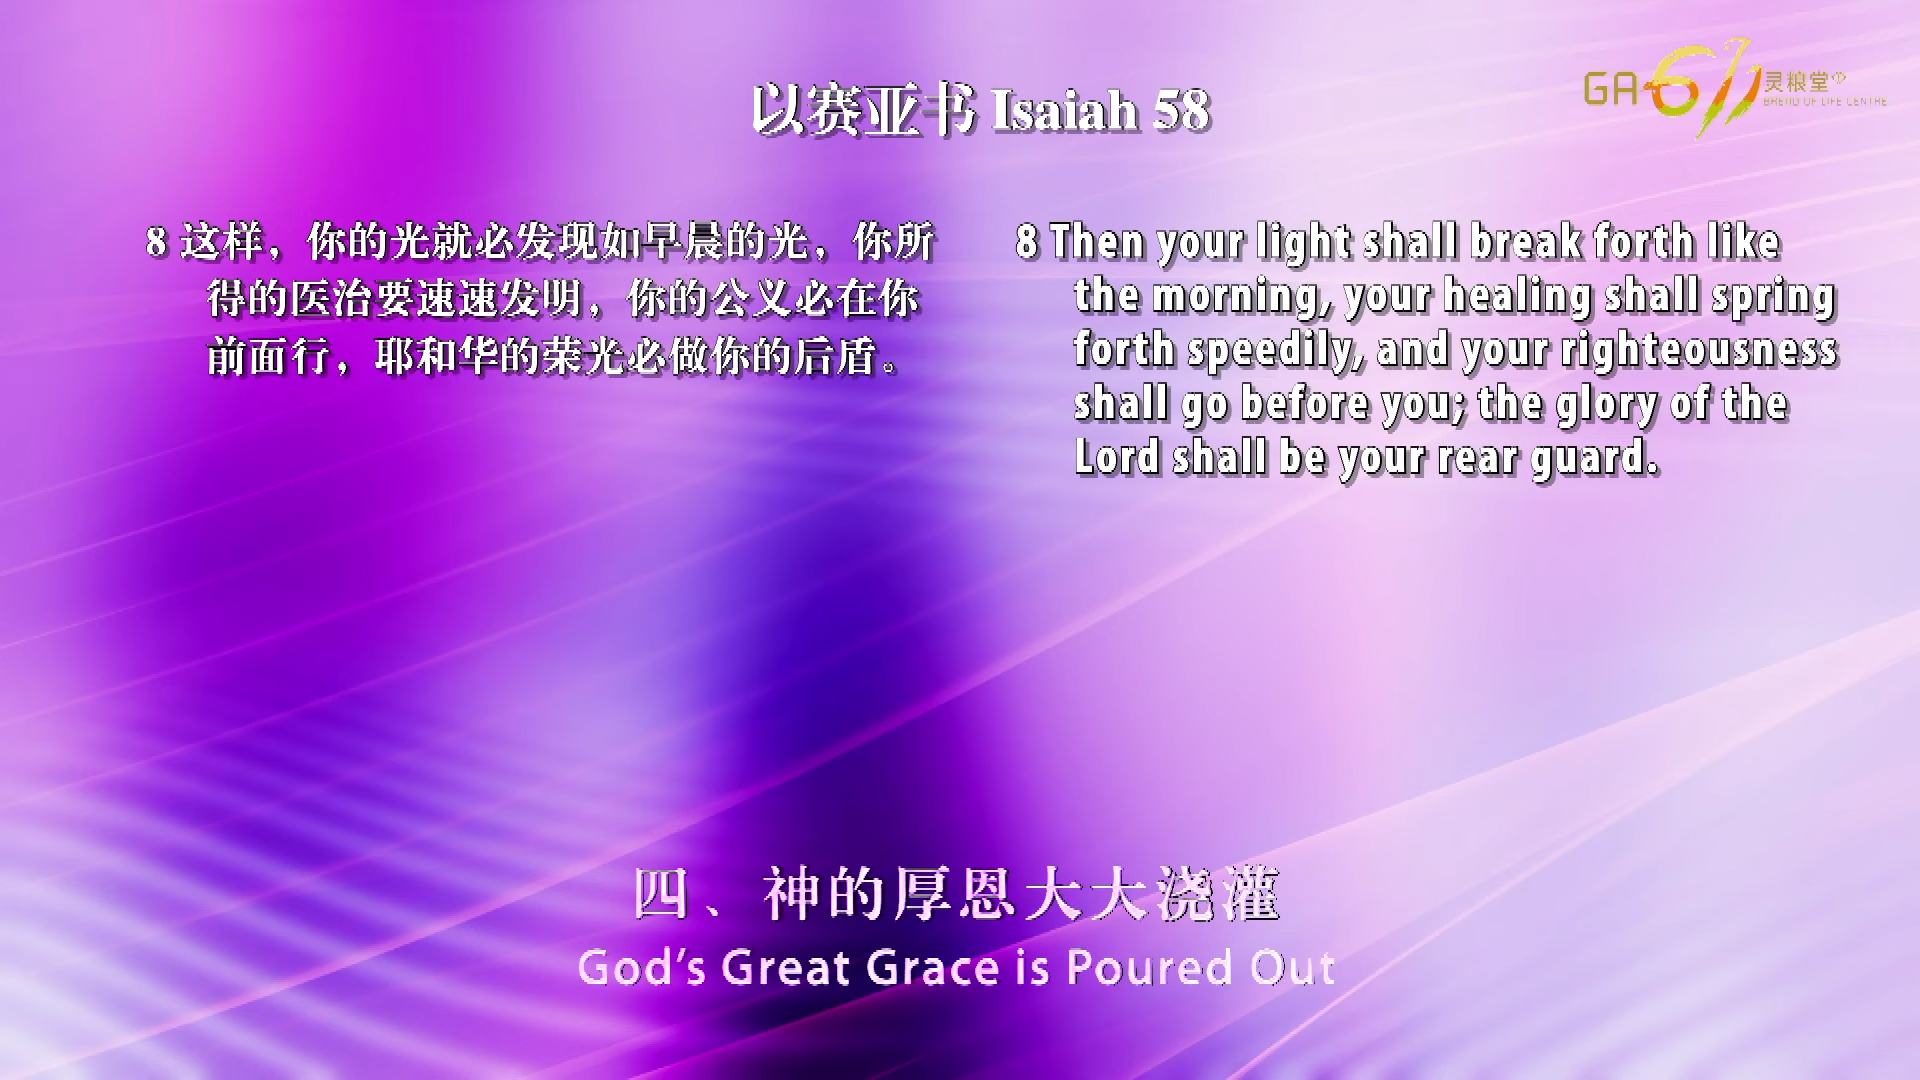 以赛亚书 Isaiah 58
GA 611 灵粮堂
BREAD OF LIFE CENTRE
8 这样，你的光就必发现如早晨的光，你所
得的医治要速速发明，你的公义必在你
前面行，耶和华的荣光必做你的后盾。
8 Then your light shall break forth like
the morning, your healing shall spring
forth speedily, and your righteousness
shall go before you; the glory of the
Lord shall be your rear guard.
四、神的厚恩大大浇灌
God's Great Grace is Poured Out